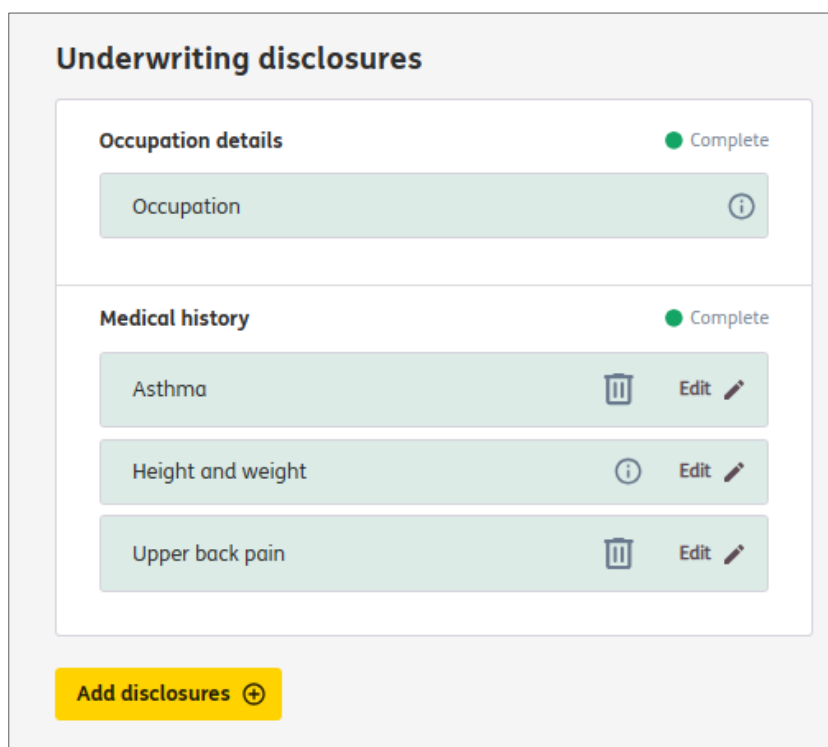 Underwriting disclosures
Occupation details
Complete
Occupation
Medical history
Complete
Asthma
Edit
Height and weight
Edit
Upper back pain
Edit
Add disclosures